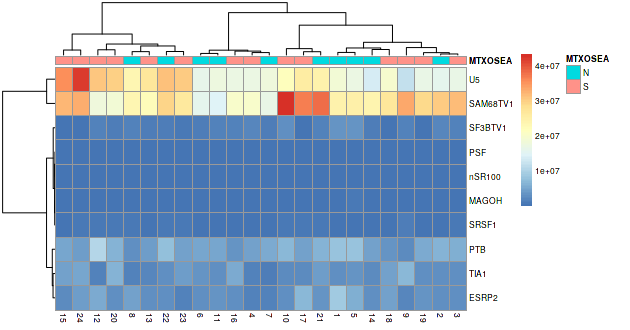 MTXOSEA
U5
SAM68TV1
SF3BTV1
PSF
nSR100
MAGOH
SRSF1
PTB
TIA1
ESRP2
15 24 12 20 8 13 22 23 6 11 16 4 7 10 17 21 1 5 14 18 9 19 2 3
4e+07
3e+07
2e+07
1e+07
MTXOSEA
N
S